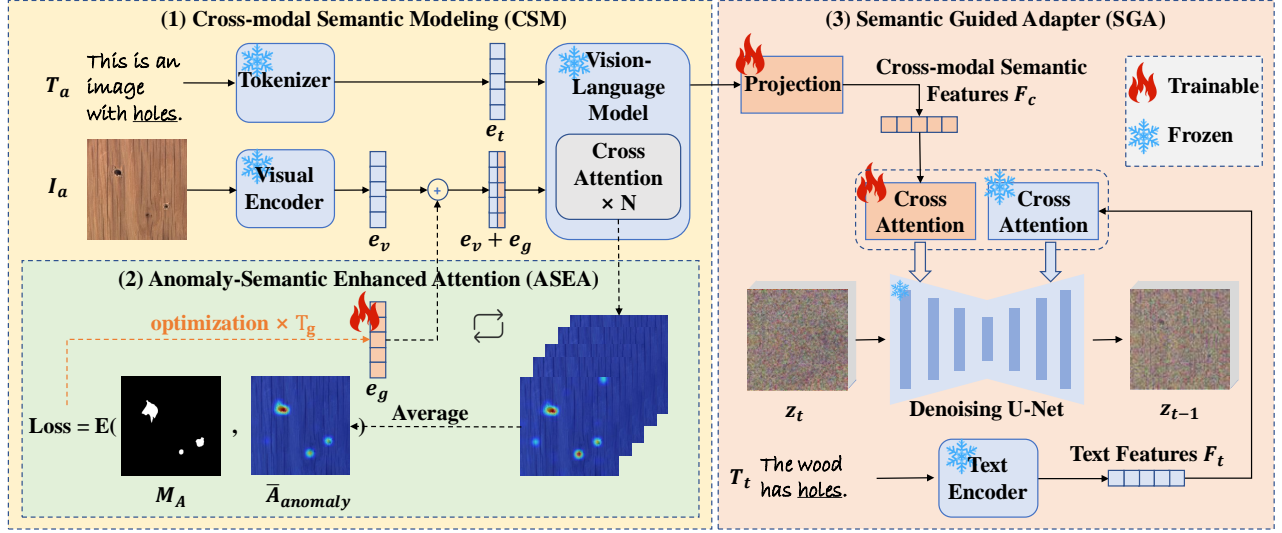 (1) Cross-modal Semantic Modeling (CSM)
T_a
This is an
image
with holes.
Tokenizer
e_t
Vision-
Language
Model
Cross
Attention
× N
I_a
Visual
Encoder
e_v
+
e_v + e_g
(2) Anomaly-Semantic Enhanced Attention (ASEA)
optimization × T_g
e_g
Average
Loss = E( , )
M_A
A̅_anomaly
(3) Semantic Guided Adapter (SGA)
Projection
Cross-modal Semantic
Features F_c
Trainable
Frozen
Cross
Attention
Cross
Attention
z_t
Denoising U-Net
z_{t-1}
T_t
The wood
has holes.
Text
Encoder
Text Features F_t